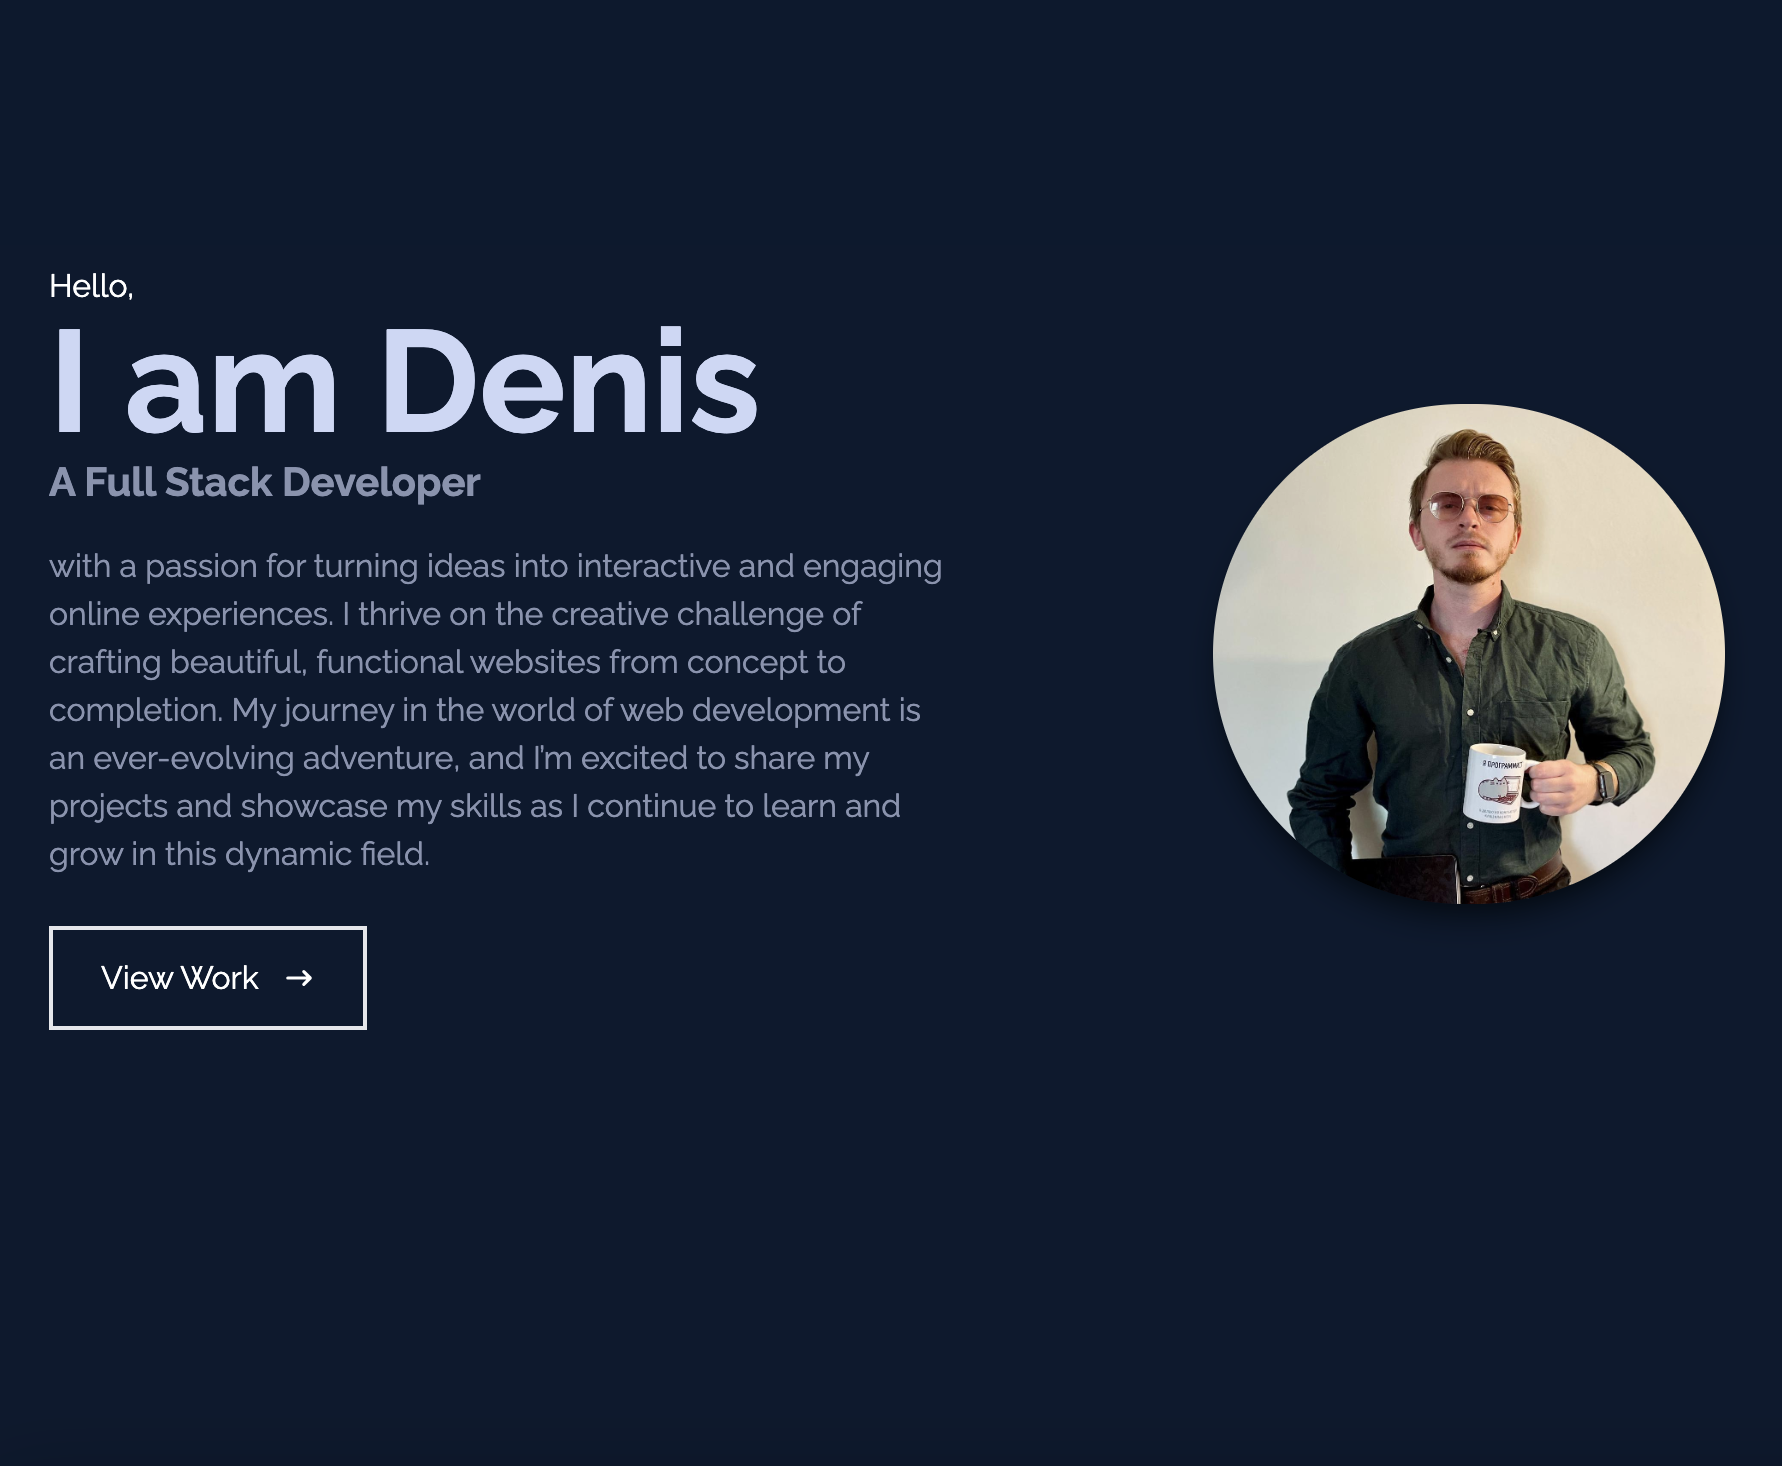 Hello,
I am Denis
A Full Stack Developer
with a passion for turning ideas into interactive and engaging
online experiences. I thrive on the creative challenge of
crafting beautiful, functional websites from concept to
completion. My journey in the world of web development is
an ever-evolving adventure, and I'm excited to share my
projects and showcase my skills as I continue to learn and
grow in this dynamic field.
View Work
Я ПРОГРАММИСТ